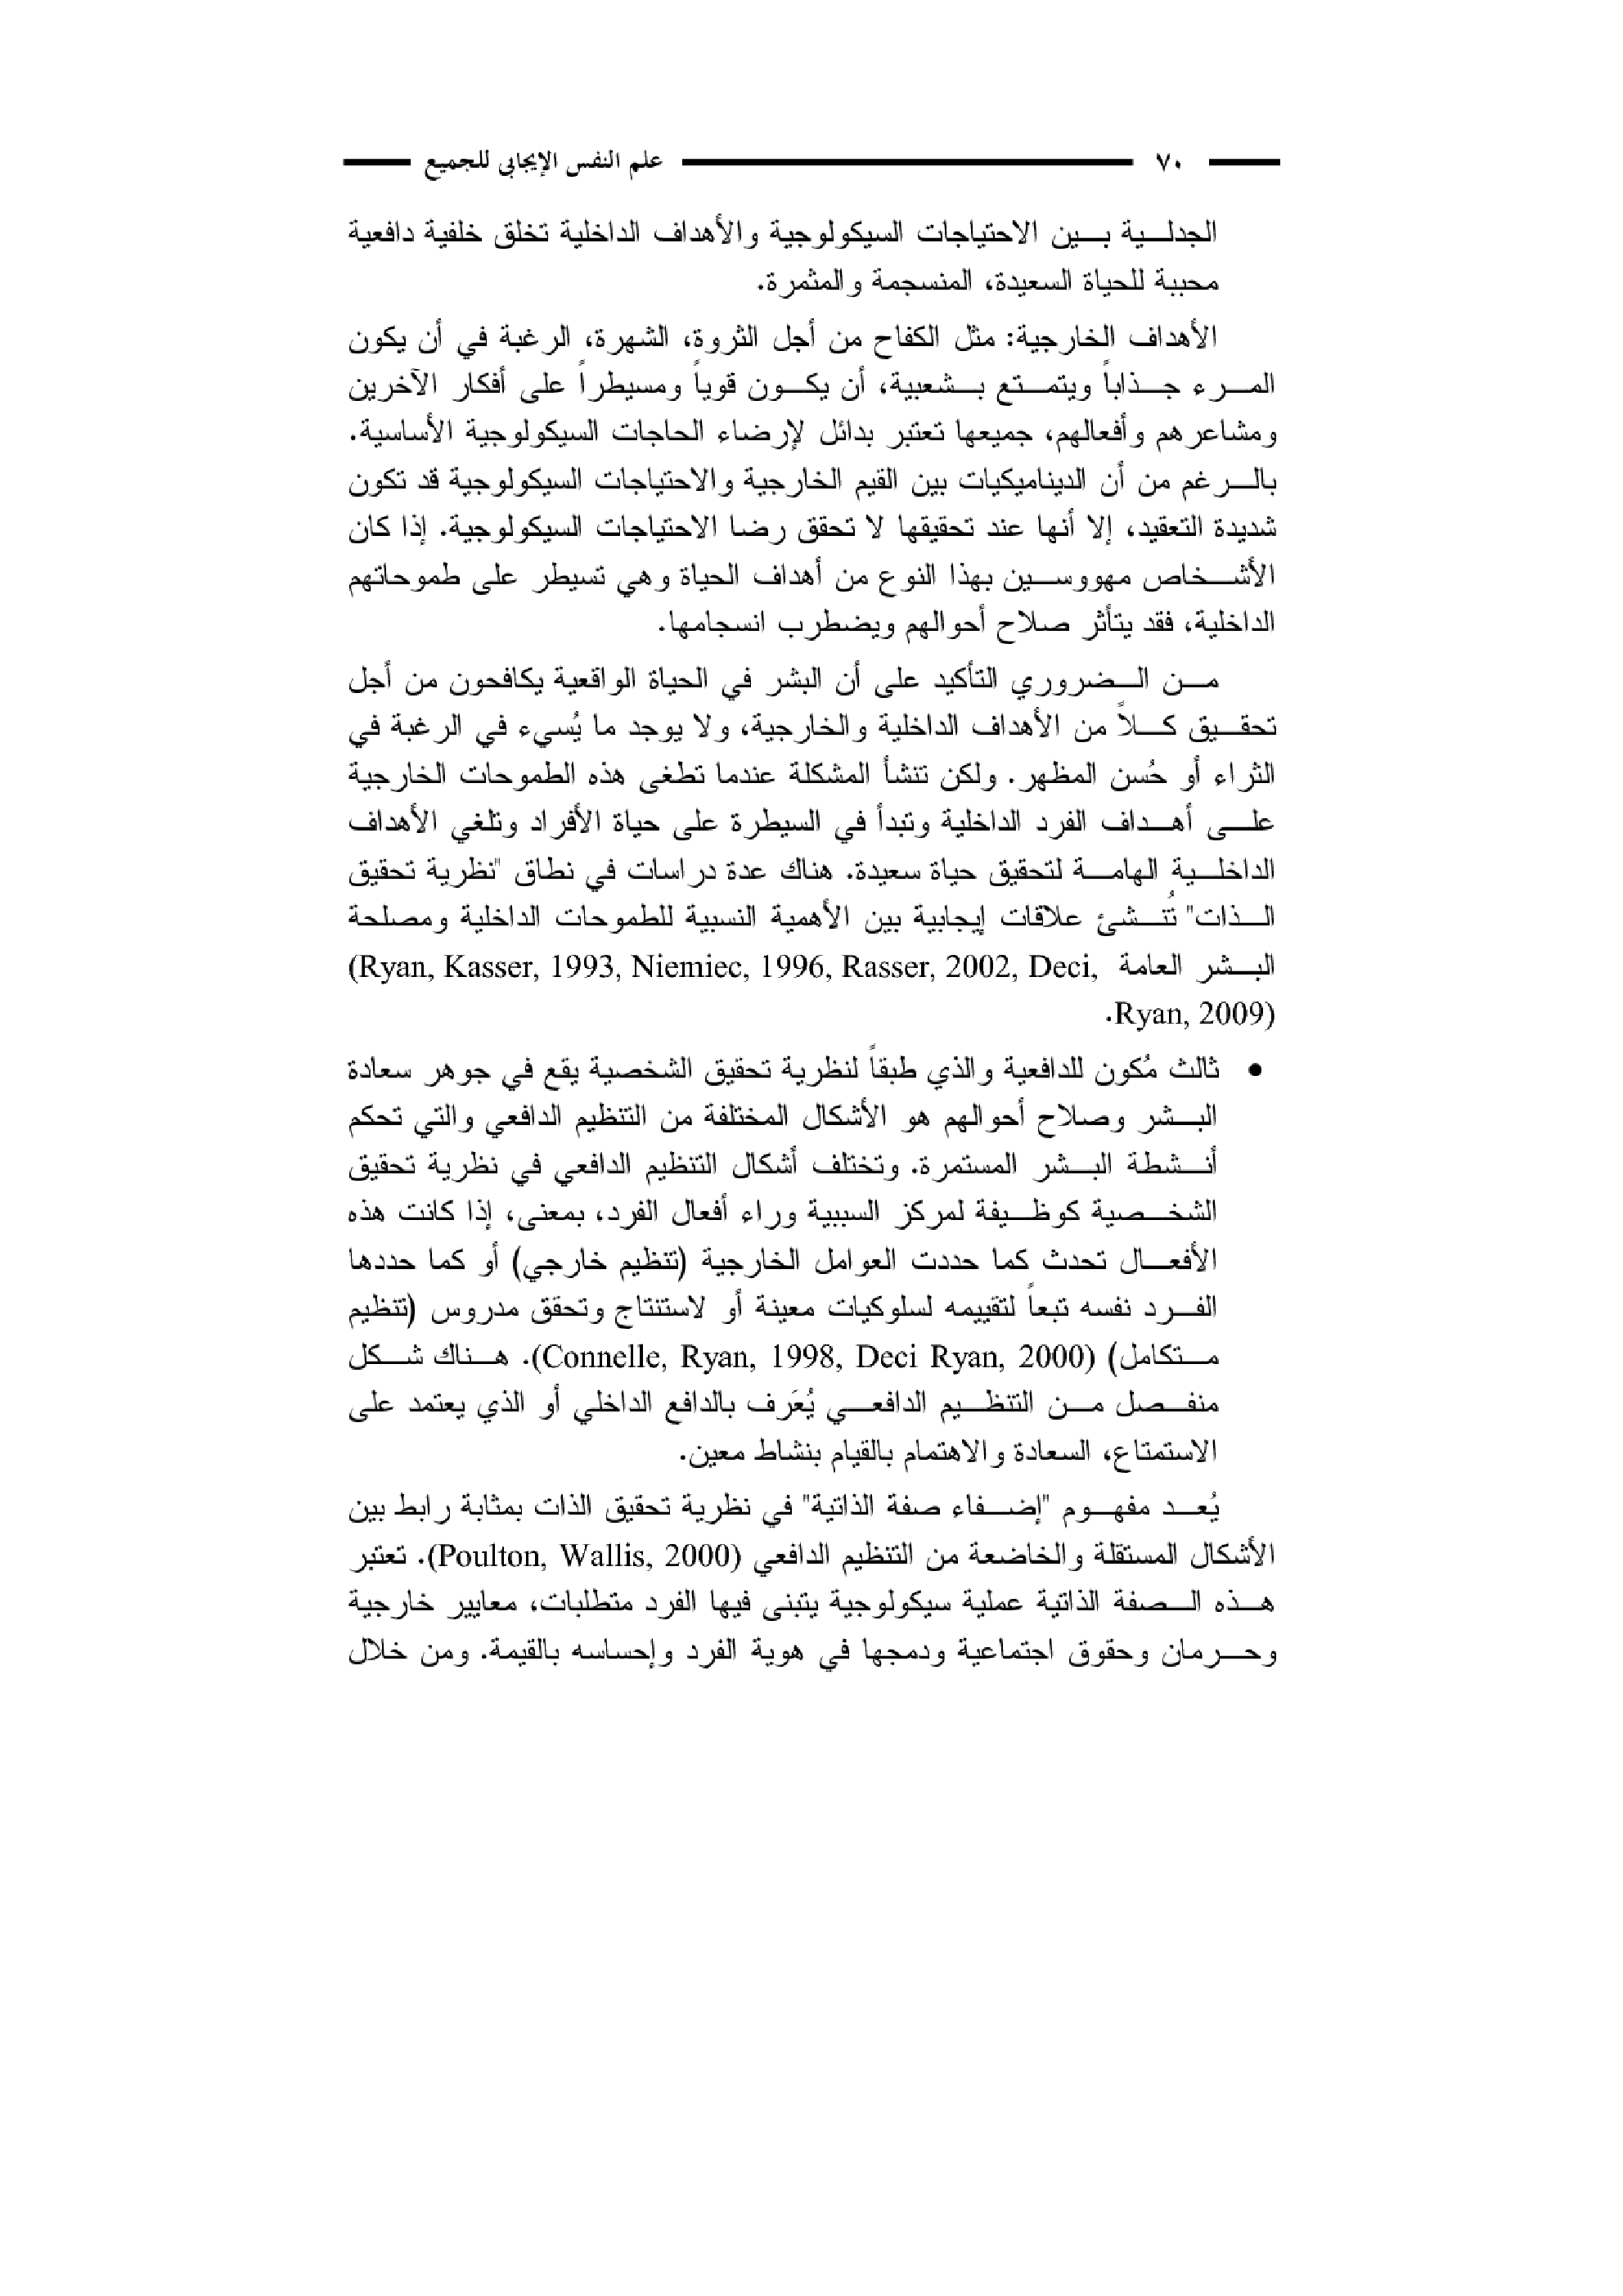 ٧٠ علم النفس الإيجابي للجميع
الجدلية بين الاحتياجات السيكولوجية والأهداف الداخلية تخلق خلفية دافعية
محببة للحياة السعيدة، المنسجمة والمثمرة.
الأهداف الخارجية: مثل الكفاح من أجل الثروة، الشهرة، الرغبة في أن يكون
المرء جذاباً ويتمتع بشعبية، أن يكون قوياً ومسيطراً على أفكار الآخرين
ومشاعرهم وأفعالهم، جميعها تعتبر بدائل لإرضاء الحاجات السيكولوجية الأساسية.
بالرغم من أن الديناميكيات بين القيم الخارجية والاحتياجات السيكولوجية قد تكون
شديدة التعقيد، إلا أنها عند تحقيقها لا تحقق رضا الاحتياجات السيكولوجية. إذا كان
الأشخاص مهووسين بهذا النوع من أهداف الحياة وهي تسيطر على طموحاتهم
الداخلية، فقد يتأثر صلاح أحوالهم ويضطرب انسجامها.
من الضروري التأكيد على أن البشر في الحياة الواقعية يكافحون من أجل
تحقيق كلاً من الأهداف الداخلية والخارجية، ولا يوجد ما يُسيء في الرغبة في
الثراء أو حُسن المظهر. ولكن تنشأ المشكلة عندما تطغى هذه الطموحات الخارجية
على أهداف الفرد الداخلية وتبدأ في السيطرة على حياة الأفراد وتلغي الأهداف
الداخلية الهامة لتحقيق حياة سعيدة. هناك عدة دراسات في نطاق "نظرية تحقيق
الذات" تُنشئ علاقات إيجابية بين الأهمية النسبية للطموحات الداخلية ومصلحة
البشر العامة (Ryan, Kasser, 1993, Niemiec, 1996, Rasser, 2002, Deci,
Ryan, 2009).
• ثالث مُكون للدافعية والذي طبقاً لنظرية تحقيق الشخصية يقع في جوهر سعادة
البشر وصلاح أحوالهم هو الأشكال المختلفة من التنظيم الدافعي والتي تحكم
أنشطة البشر المستمرة. وتختلف أشكال التنظيم الدافعي في نظرية تحقيق
الشخصية كوظيفة لمركز السببية وراء أفعال الفرد، بمعنى، إذا كانت هذه
الأفعال تحدث كما حددت العوامل الخارجية (تنظيم خارجي) أو كما حددها
الفرد نفسه تبعاً لتقييمه لسلوكيات معينة أو لاستنتاج وتحقق مدروس (تنظيم
متكامل) (Connelle, Ryan, 1998, Deci Ryan, 2000). هناك شكل
منفصل من التنظيم الدافعي يُعَرف بالدافع الداخلي أو الذي يعتمد على
الاستمتاع، السعادة والاهتمام بالقيام بنشاط معين.
يُعد مفهوم "إضفاء صفة الذاتية" في نظرية تحقيق الذات بمثابة رابط بين
الأشكال المستقلة والخاضعة من التنظيم الدافعي (Poulton, Wallis, 2000). تعتبر
هذه الصفة الذاتية عملية سيكولوجية يتبنى فيها الفرد متطلبات، معايير خارجية
وحرمان وحقوق اجتماعية ودمجها في هوية الفرد وإحساسه بالقيمة. ومن خلال